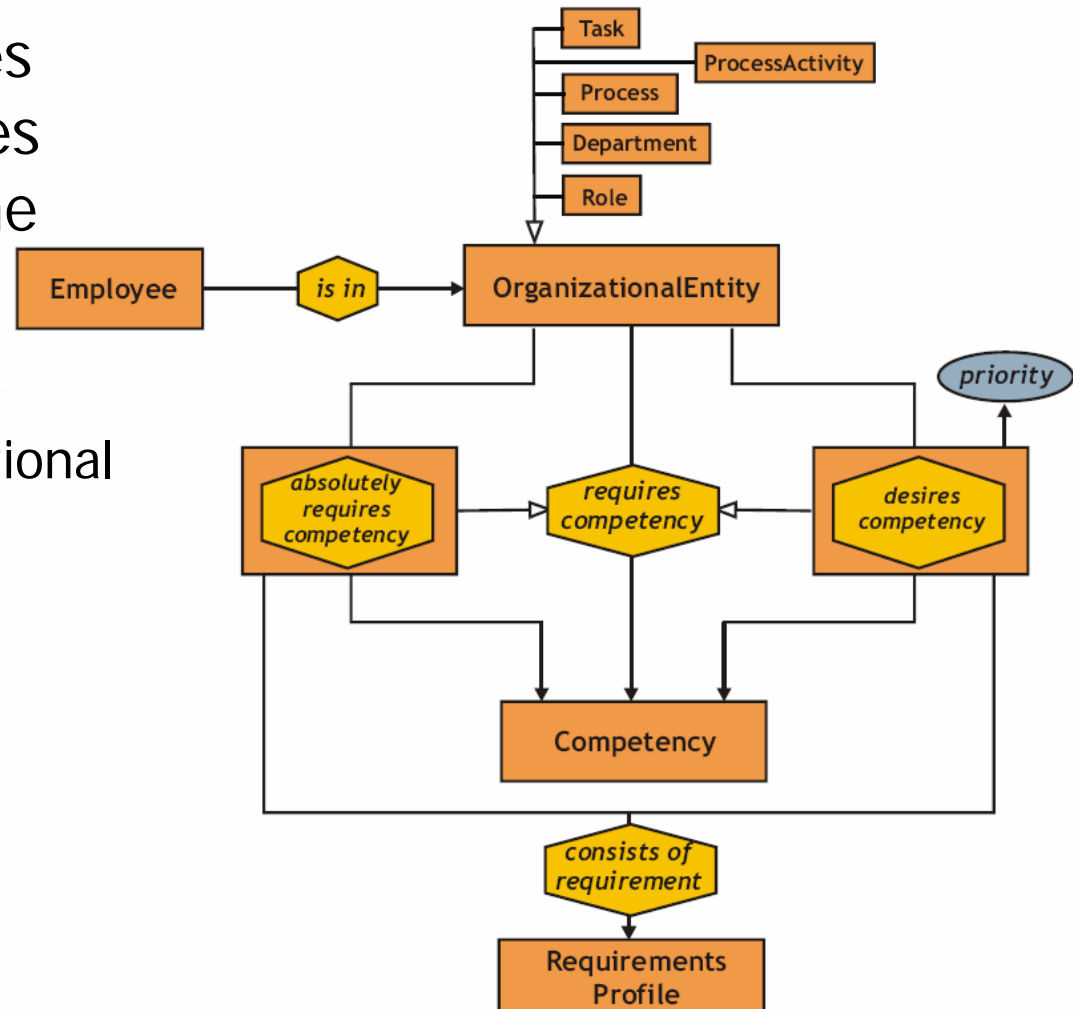 Task
ProcessActivity
Process
Department
Role
Employee
is in
OrganizationalEntity
priority
ional
absolutely
requires
competency
requires
competency
desires
competency
Competency
consists of
requirement
Requirements
Profile